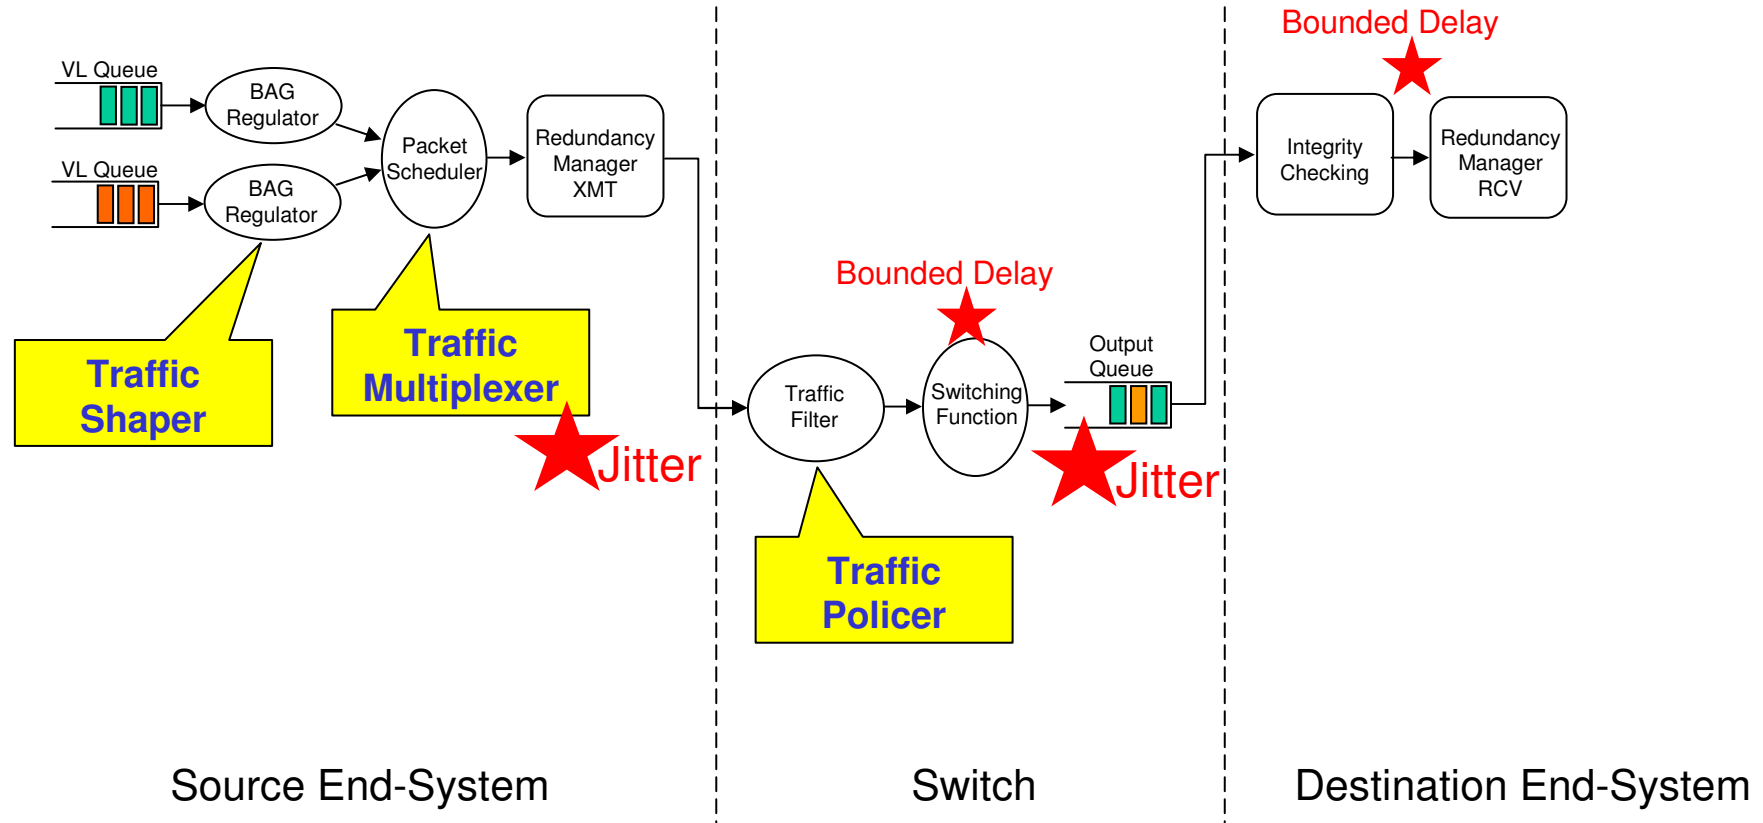 Bounded Delay
VL Queue
BAG
Regulator
VL Queue
BAG
Regulator
Packet
Scheduler
Redundancy
Manager
XMT
Integrity
Checking
Redundancy
Manager
RCV
Traffic
Shaper
Traffic
Multiplexer
Jitter
Bounded Delay
Traffic
Filter
Switching
Function
Output
Queue
Jitter
Traffic
Policer
Source End-System
Switch
Destination End-System